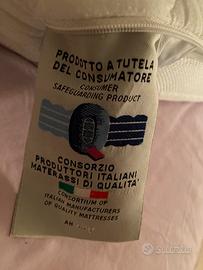 PRODOTTO A TUTELA
DEL CONSUMATORE
CONSUMER
SAFEGUARDING PRODUCT
CONSORZIO
PRODUTTORI ITALIANI
MATERASSI DI QUALITA'
CONSORTIUM OF
ITALIAN MANUFACTURERS
OF QUALITY MATTRESSES
subito